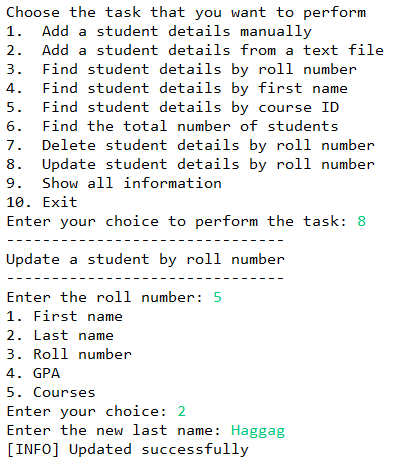 Choose the task that you want to perform
1.  Add a student details manually
2.  Add a student details from a text file
3.  Find student details by roll number
4.  Find student details by first name
5.  Find student details by course ID
6.  Find the total number of students
7.  Delete student details by roll number
8.  Update student details by roll number
9.  Show all information
10. Exit
Enter your choice to perform the task: 8
-------------------------------
Update a student by roll number
-------------------------------
Enter the roll number: 5
1. First name
2. Last name
3. Roll number
4. GPA
5. Courses
Enter your choice: 2
Enter the new last name: Haggag
[INFO] Updated successfully